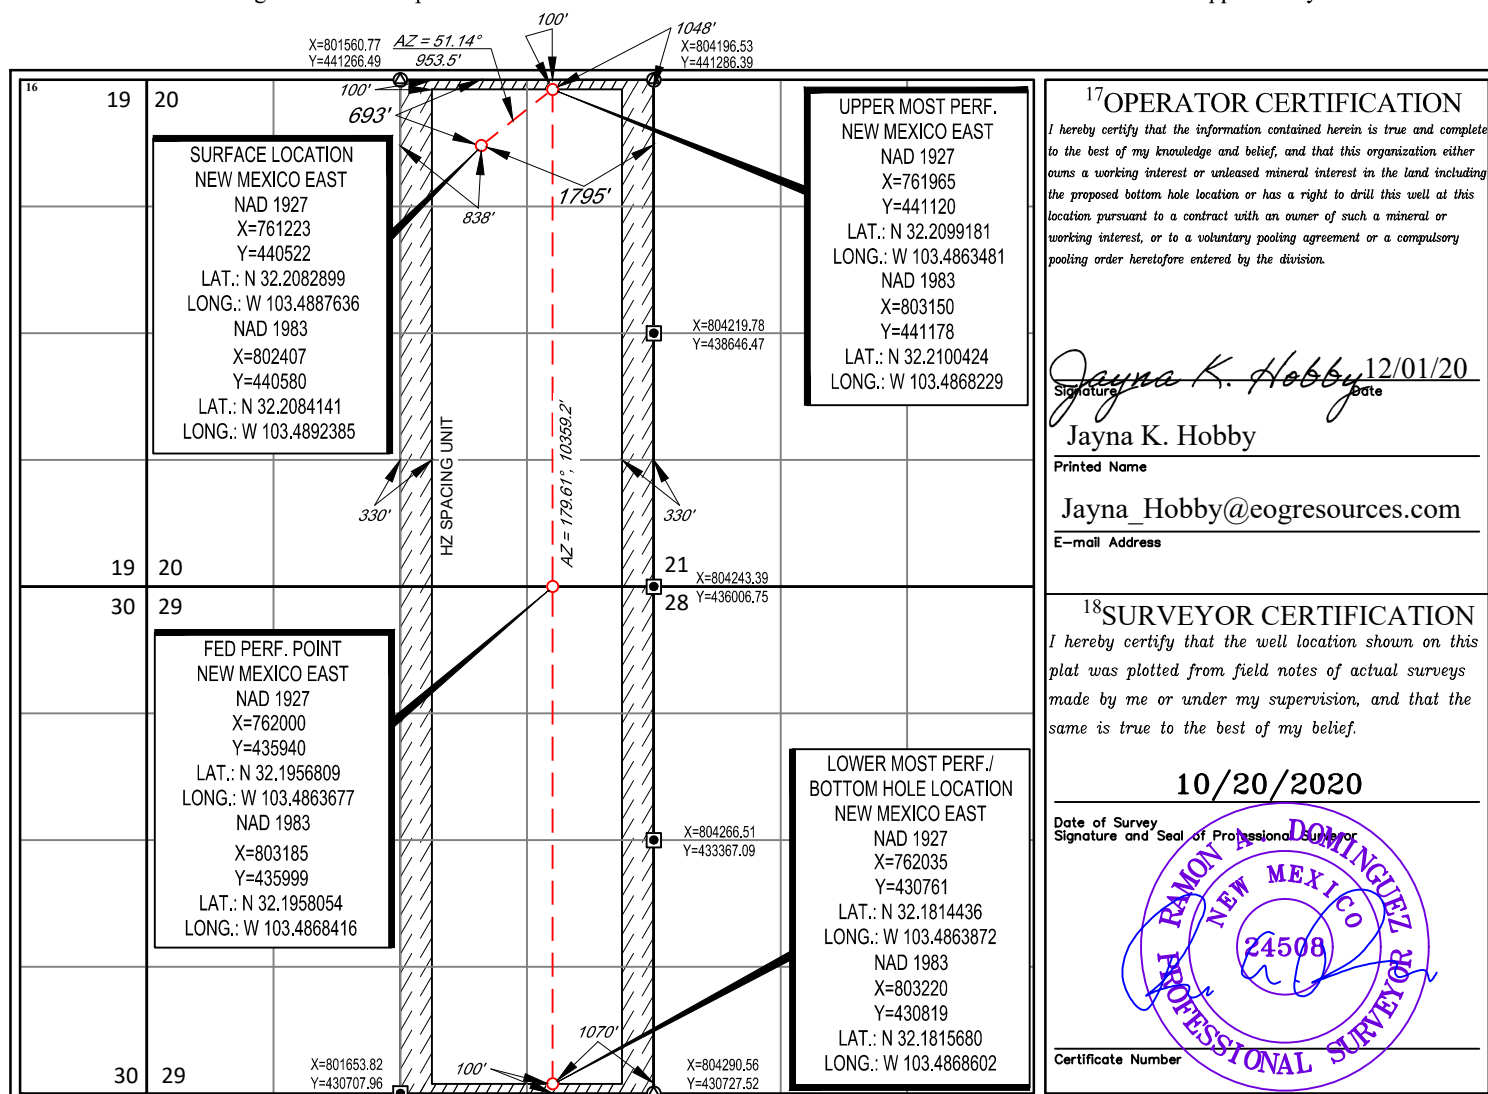 100'
1048'
X=801560.77
Y=441266.49
AZ = 51.14°
953.5'
X=804196.53
Y=441286.39
16
19 20
100'
693'
1795'
838'
SURFACE LOCATION
NEW MEXICO EAST
NAD 1927
X=761223
Y=440522
LAT.: N 32.2082899
LONG.: W 103.4887636
NAD 1983
X=802407
Y=440580
LAT.: N 32.2084141
LONG.: W 103.4892385
UPPER MOST PERF.
NEW MEXICO EAST
NAD 1927
X=761965
Y=441120
LAT.: N 32.2099181
LONG.: W 103.4863481
NAD 1983
X=803150
Y=441178
LAT.: N 32.2100424
LONG.: W 103.4868229
X=804219.78
Y=438646.47
HZ SPACING UNIT
AZ = 179.61°, 10359.2'
330'
330'
19 20
21
X=804243.39
Y=436006.75
30 29
28
FED PERF. POINT
NEW MEXICO EAST
NAD 1927
X=762000
Y=435940
LAT.: N 32.1956809
LONG.: W 103.4863677
NAD 1983
X=803185
Y=435999
LAT.: N 32.1958054
LONG.: W 103.4868416
X=804266.51
Y=433367.09
LOWER MOST PERF./
BOTTOM HOLE LOCATION
NEW MEXICO EAST
NAD 1927
X=762035
Y=430761
LAT.: N 32.1814436
LONG.: W 103.4863872
NAD 1983
X=803220
Y=430819
LAT.: N 32.1815680
LONG.: W 103.4868602
X=801653.82
Y=430707.96
100'
1070'
X=804290.56
Y=430727.52
30 29
17 OPERATOR CERTIFICATION
I hereby certify that the information contained herein is true and complete
to the best of my knowledge and belief, and that this organization either
owns a working interest or unleased mineral interest in the land including
the proposed bottom hole location or has a right to drill this well at this
location pursuant to a contract with an owner of such a mineral or
working interest, or to a voluntary pooling agreement or a compulsory
pooling order heretofore entered by the division.
Jayna K. Hobby 12/01/20
Signature Date
Jayna K. Hobby
Printed Name
Jayna_Hobby@eogresources.com
E-mail Address
18 SURVEYOR CERTIFICATION
I hereby certify that the well location shown on this
plat was plotted from field notes of actual surveys
made by me or under my supervision, and that the
same is true to the best of my belief.
10/20/2020
Date of Survey
Signature and Seal of Professional Surveyor
RAMON A. DOMINGUEZ
NEW MEXICO
24508
PROFESSIONAL SURVEYOR
Certificate Number